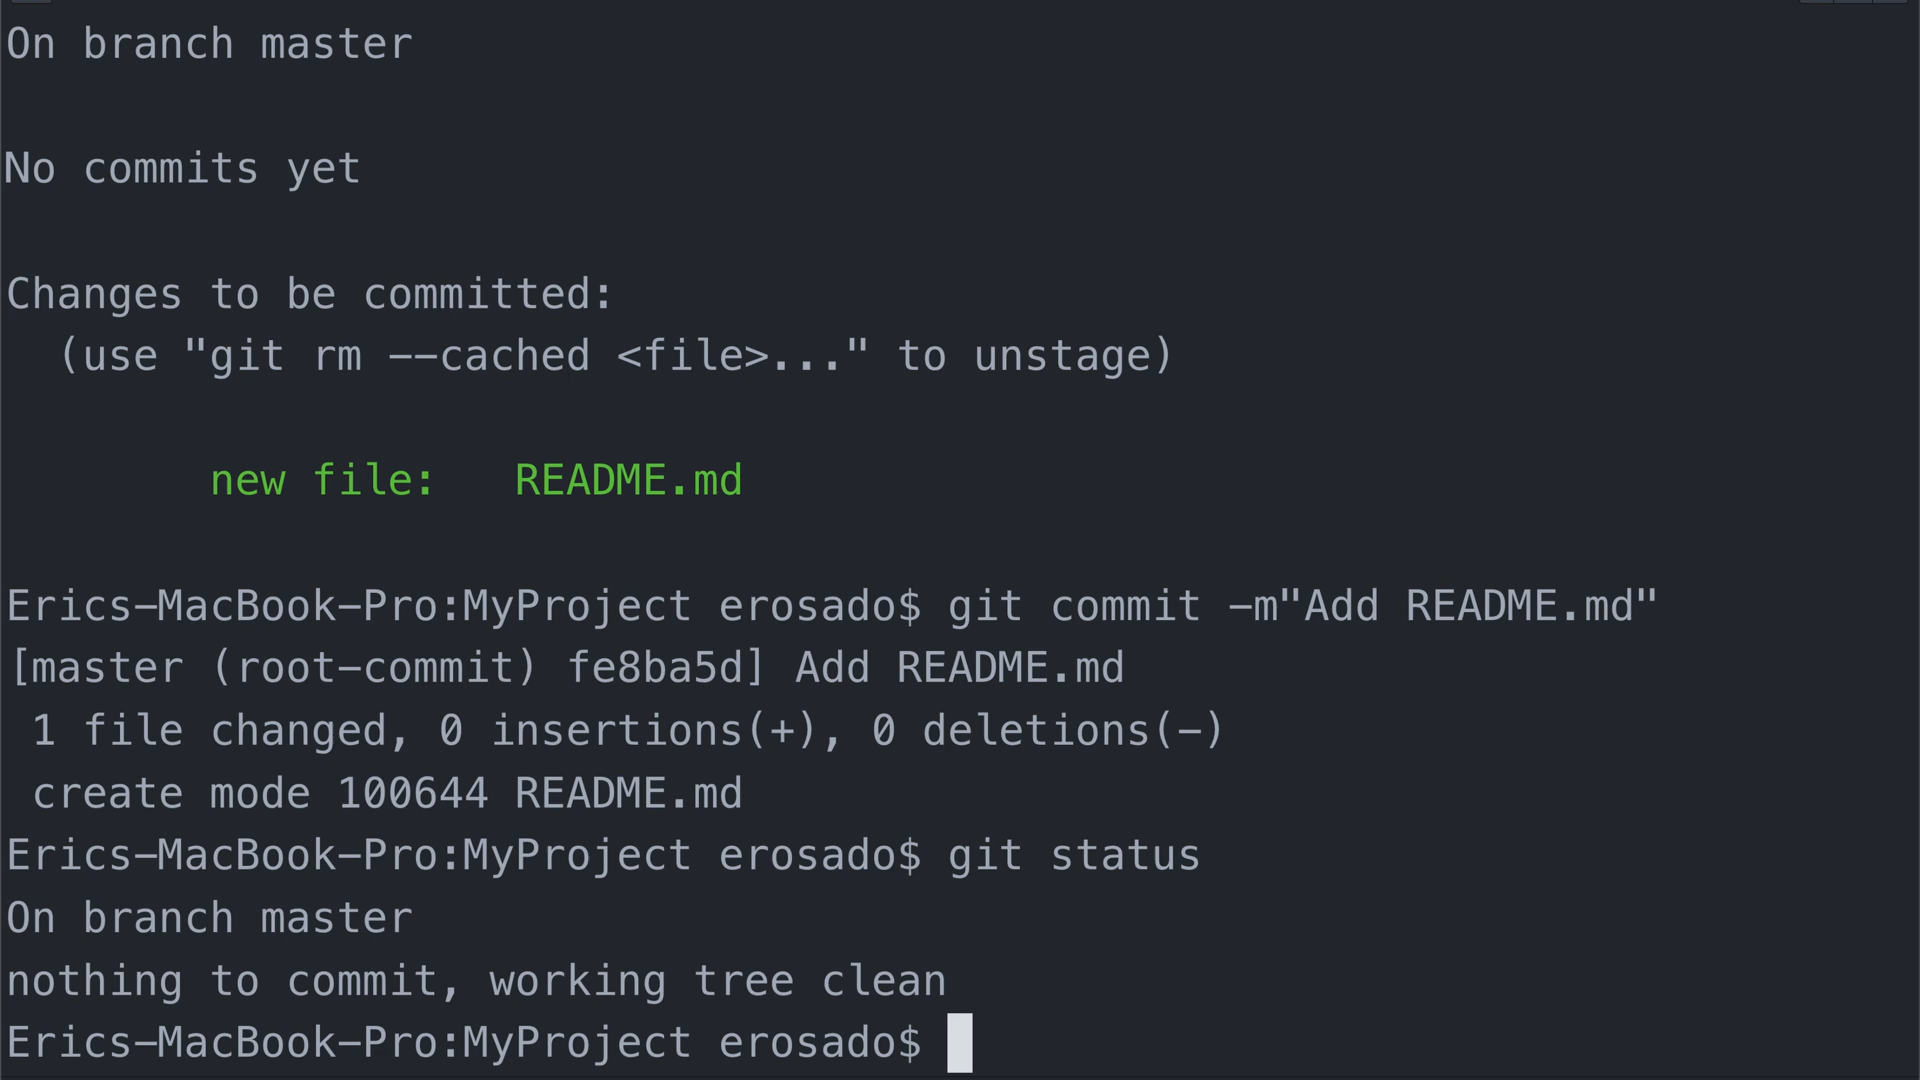 On branch master
No commits yet
Changes to be committed:
  (use "git rm --cached <file>..." to unstage)
        new file:   README.md
Erics-MacBook-Pro:MyProject erosado$ git commit -m"Add README.md"
[master (root-commit) fe8ba5d] Add README.md
 1 file changed, 0 insertions(+), 0 deletions(-)
 create mode 100644 README.md
Erics-MacBook-Pro:MyProject erosado$ git status
On branch master
nothing to commit, working tree clean
Erics-MacBook-Pro:MyProject erosado$